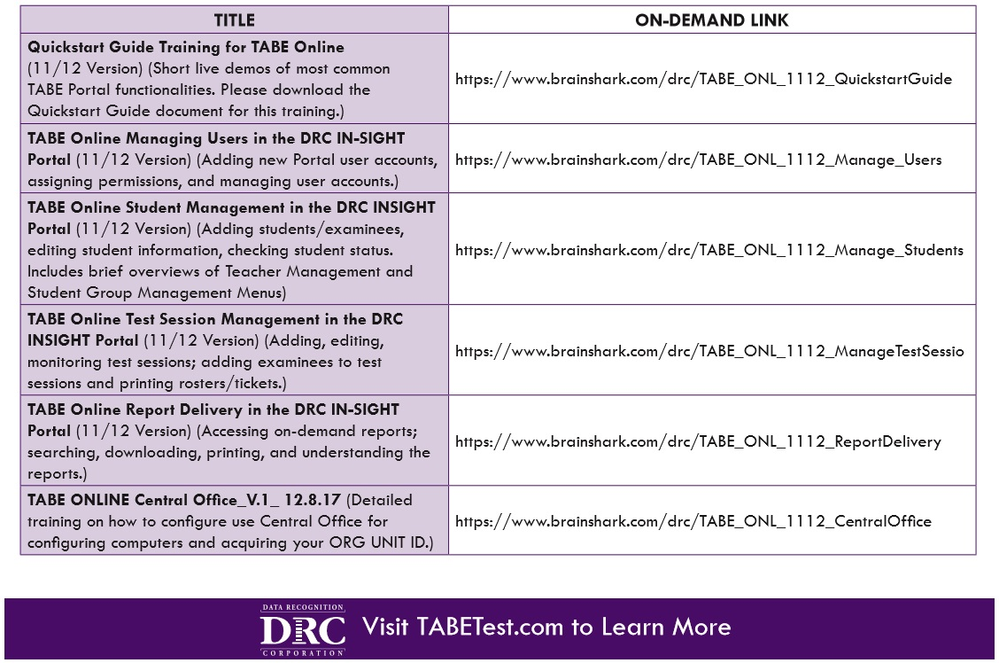 TITLE
ON-DEMAND LINK
Quickstart Guide Training for TABE Online
(11/12 Version) (Short live demos of most common
TABE Portal functionalities. Please download the
Quickstart Guide document for this training.)
https://www.brainshark.com/drc/TABE_ONL_1112_QuickstartGuide
TABE Online Managing Users in the DRC IN-SIGHT
Portal (11/12 Version) (Adding new Portal user accounts,
assigning permissions, and managing user accounts.)
https://www.brainshark.com/drc/TABE_ONL_1112_Manage_Users
TABE Online Student Management in the DRC INSIGHT
Portal (11/12 Version) (Adding students/examinees,
editing student information, checking student status.
Includes brief overviews of Teacher Management and
Student Group Management Menus)
https://www.brainshark.com/drc/TABE_ONL_1112_Manage_Students
TABE Online Test Session Management in the DRC
INSIGHT Portal (11/12 Version) (Adding, editing,
monitoring test sessions; adding examinees to test
sessions and printing rosters/tickets.)
https://www.brainshark.com/drc/TABE_ONL_1112_ManageTestSessio
TABE Online Report Delivery in the DRC IN-SIGHT
Portal (11/12 Version) (Accessing on-demand reports;
searching, downloading, printing, and understanding the
reports.)
https://www.brainshark.com/drc/TABE_ONL_1112_ReportDelivery
TABE ONLINE Central Office_V.1_ 12.8.17 (Detailed
training on how to configure use Central Office for
configuring computers and acquiring your ORG UNIT ID.)
https://www.brainshark.com/drc/TABE_ONL_1112_CentralOffice
DATA RECOGNITION
DRC
CORPORATION
Visit TABETest.com to Learn More